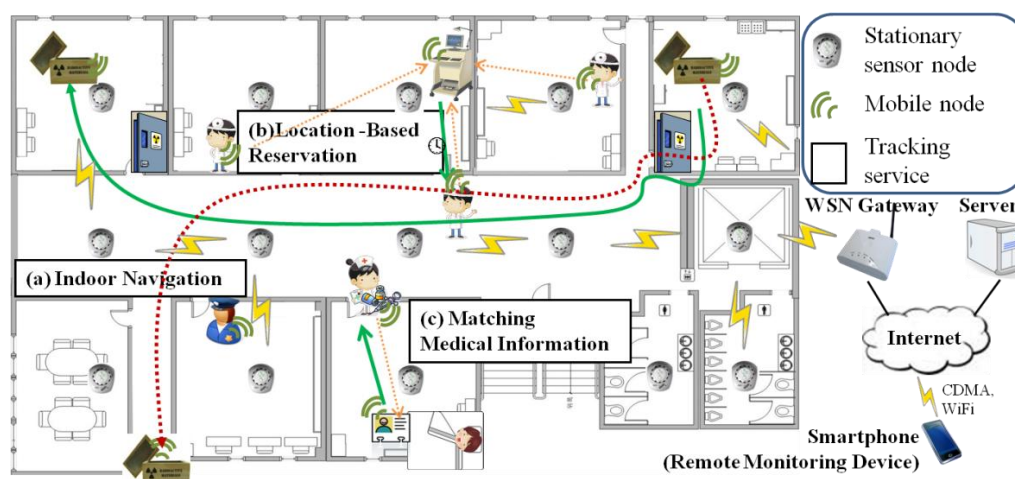 Stationary
sensor node
Mobile node
Tracking
service
(b)Location -Based
Reservation
WSN Gateway
Server
(a) Indoor Navigation
(c) Matching
Medical Information
Internet
CDMA,
WiFi
Smartphone
(Remote Monitoring Device)